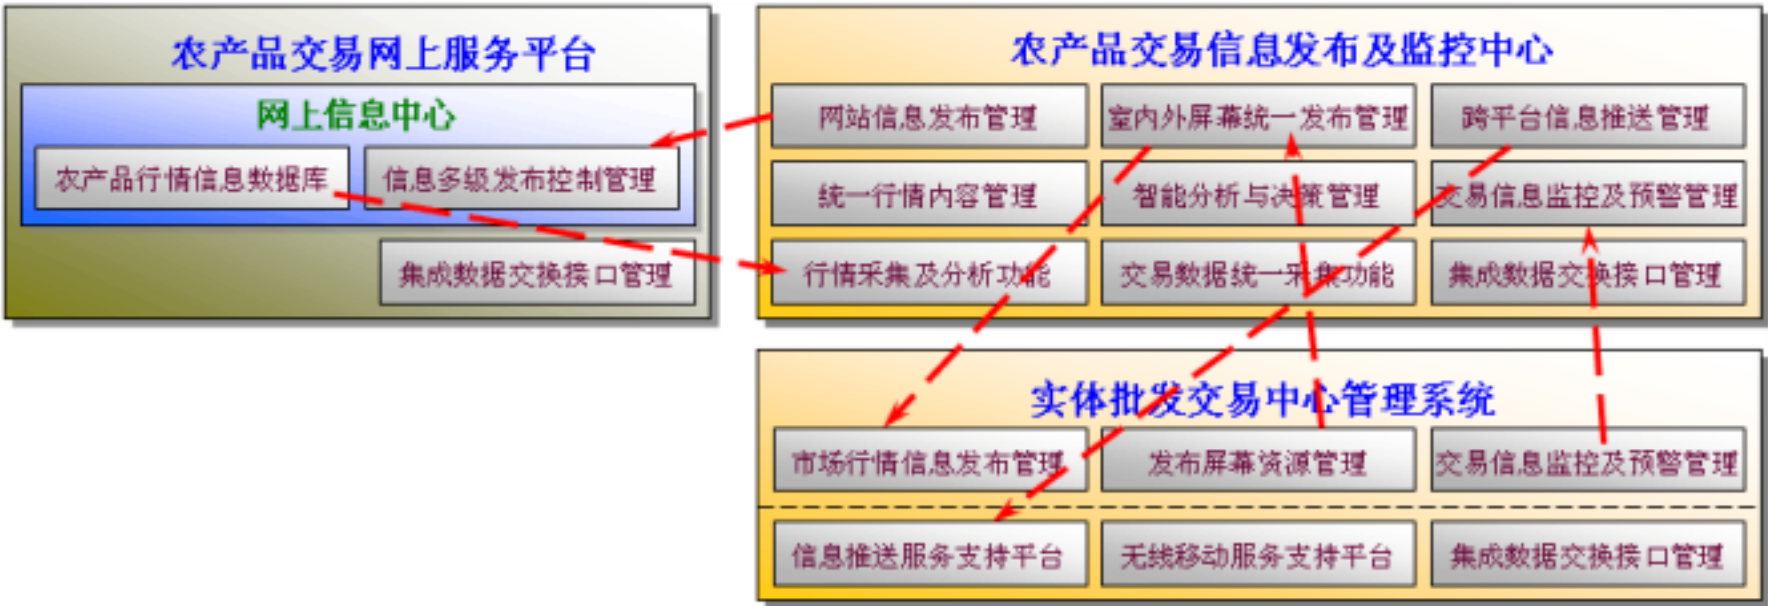 农产品交易网上服务平台
网上信息中心
农产品行情信息数据库
信息多级发布控制管理
集成数据交换接口管理
农产品交易信息发布及监控中心
网站信息发布管理
室内外屏幕统一发布管理
跨平台信息推送管理
统一行情内容管理
智能分析与决策管理
交易信息监控及预警管理
行情采集及分析功能
交易数据统一采集功能
集成数据交换接口管理
实体批发交易中心管理系统
市场行情信息发布管理
发布屏幕资源管理
交易信息监控及预警管理
信息推送服务支持平台
无线移动服务支持平台
集成数据交换接口管理